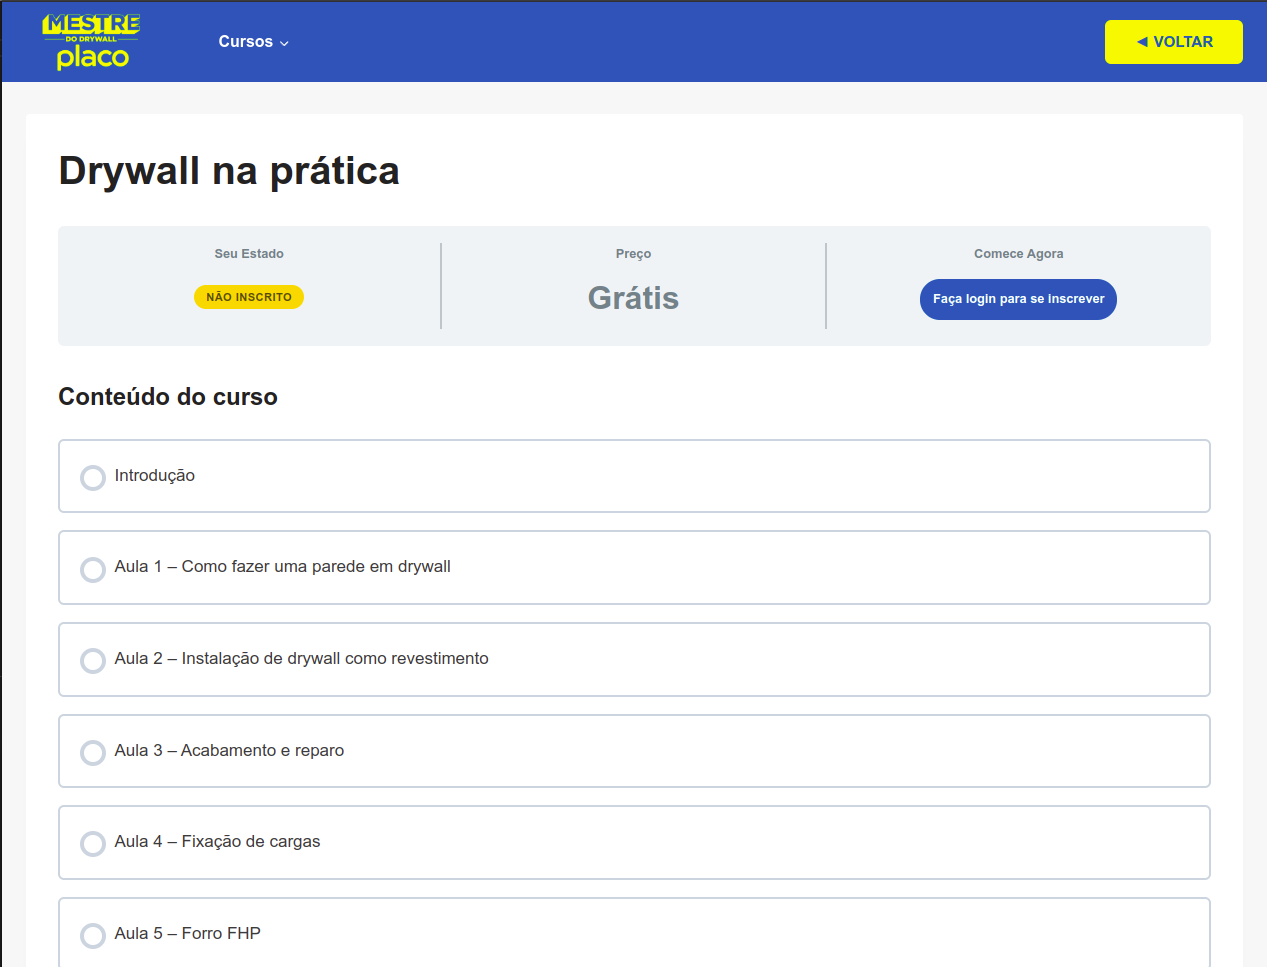 MESTRE
DO DRYWALL
placo
Cursos
◄ VOLTAR
Drywall na prática
Seu Estado
NÃO INSCRITO
Preço
Grátis
Comece Agora
Faça login para se inscrever
Conteúdo do curso
Introdução
Aula 1 – Como fazer uma parede em drywall
Aula 2 – Instalação de drywall como revestimento
Aula 3 – Acabamento e reparo
Aula 4 – Fixação de cargas
Aula 5 – Forro FHP